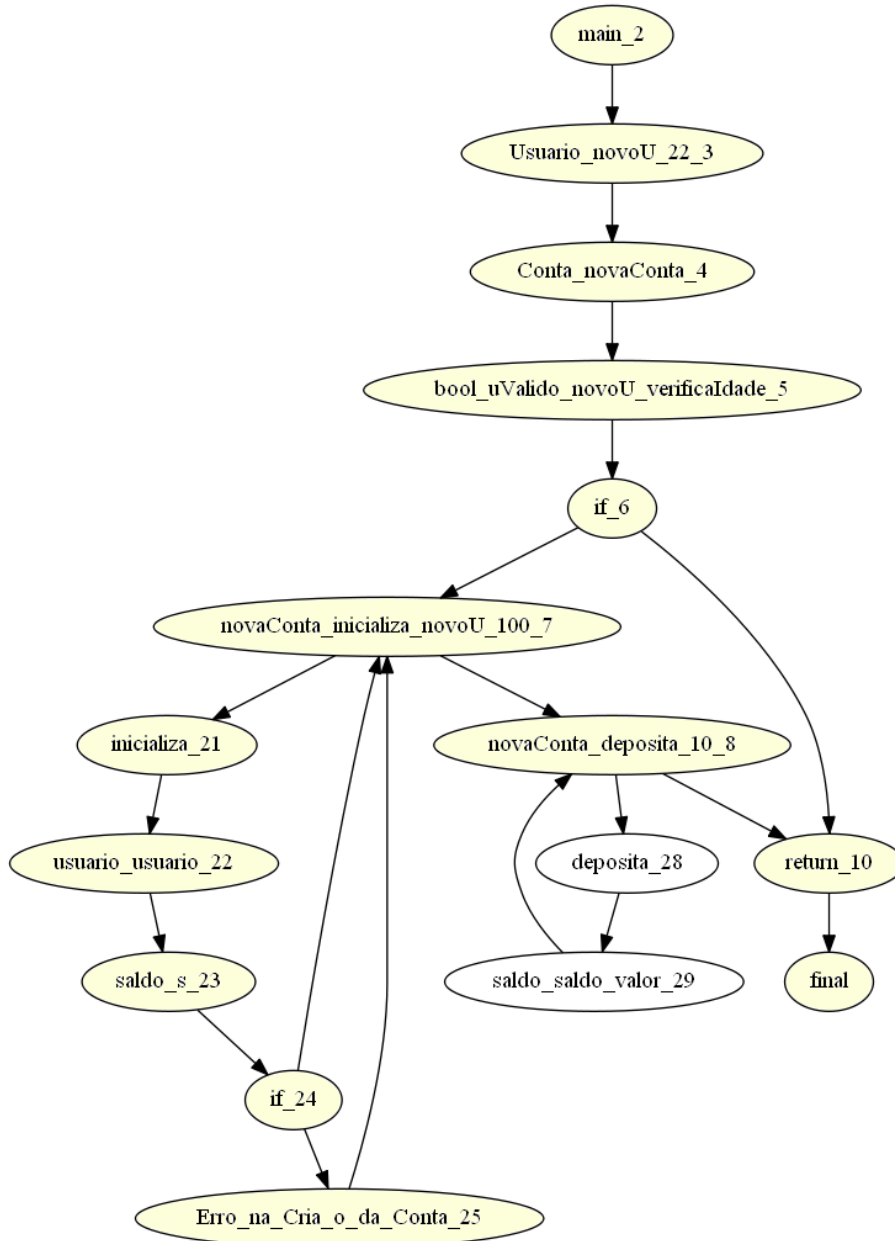 main_2
Usuario_novoU_22_3
Conta_novaConta_4
bool_uValido_novoU_verificaIdade_5
if_6
novaConta_inicializa_novoU_100_7
inicializa_21
novaConta_deposita_10_8
usuario_usuario_22
deposita_28
return_10
saldo_s_23
saldo_saldo_valor_29
final
if_24
Erro_na_Cria_o_da_Conta_25